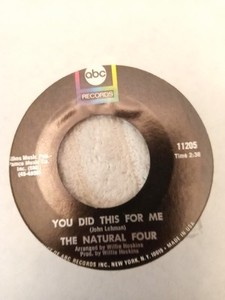 abc
RECORDS
11205
Time 2:36
YOU DID THIS FOR ME
(John Lehman)
THE NATURAL FOUR
Arranged by Willie Hoskins
Prod. by Willie Hoskins
ABC RECORDS INC., NEW YORK, N.Y. 10019 • MADE IN USA